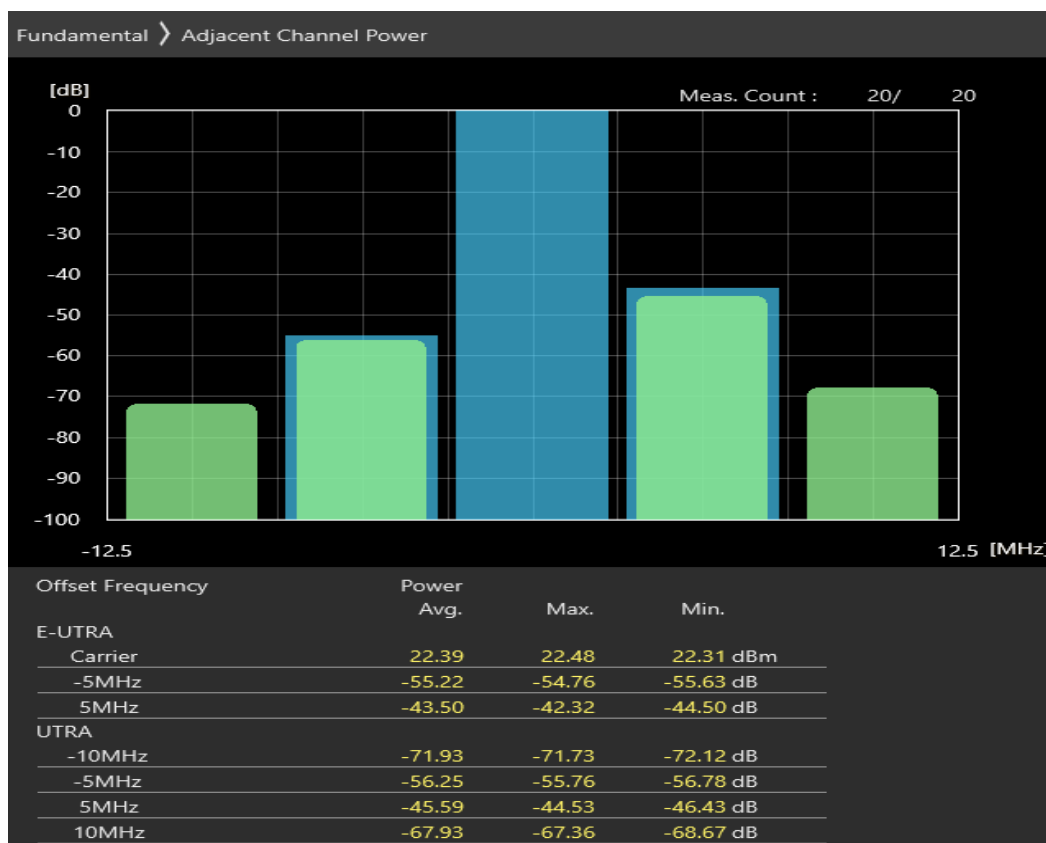 Fundamental 〉 Adjacent Channel Power
[dB]
Meas. Count : 20/ 20
0
-10
-20
-30
-40
-50
-60
-70
-80
-90
-100
-12.5 12.5 [MHz]
Offset Frequency Power
Avg. Max. Min.
E-UTRA
Carrier 22.39 22.48 22.31 dBm
-5MHz -55.22 -54.76 -55.63 dB
5MHz -43.50 -42.32 -44.50 dB
UTRA
-10MHz -71.93 -71.73 -72.12 dB
-5MHz -56.25 -55.76 -56.78 dB
5MHz -45.59 -44.53 -46.43 dB
10MHz -67.93 -67.36 -68.67 dB